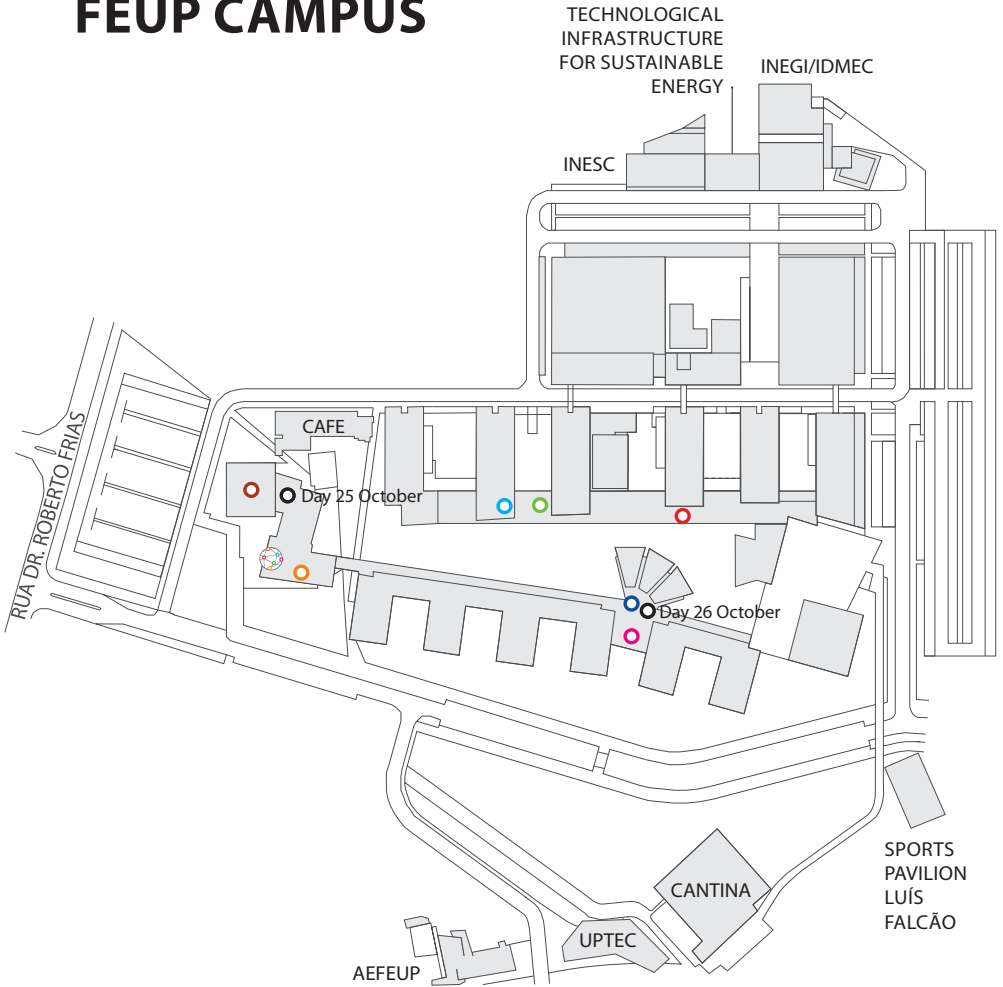 FEUP CAMPUS
TECHNOLOGICAL
INFRASTRUCTURE
FOR SUSTAINABLE
ENERGY
INEGI/IDMEC
INESC
RUA DR. ROBERTO FRIAS
CAFE
Day 25 October
Day 26 October
SPORTS
PAVILION
LUÍS
FALCÃO
CANTINA
UPTEC
AEFEUP